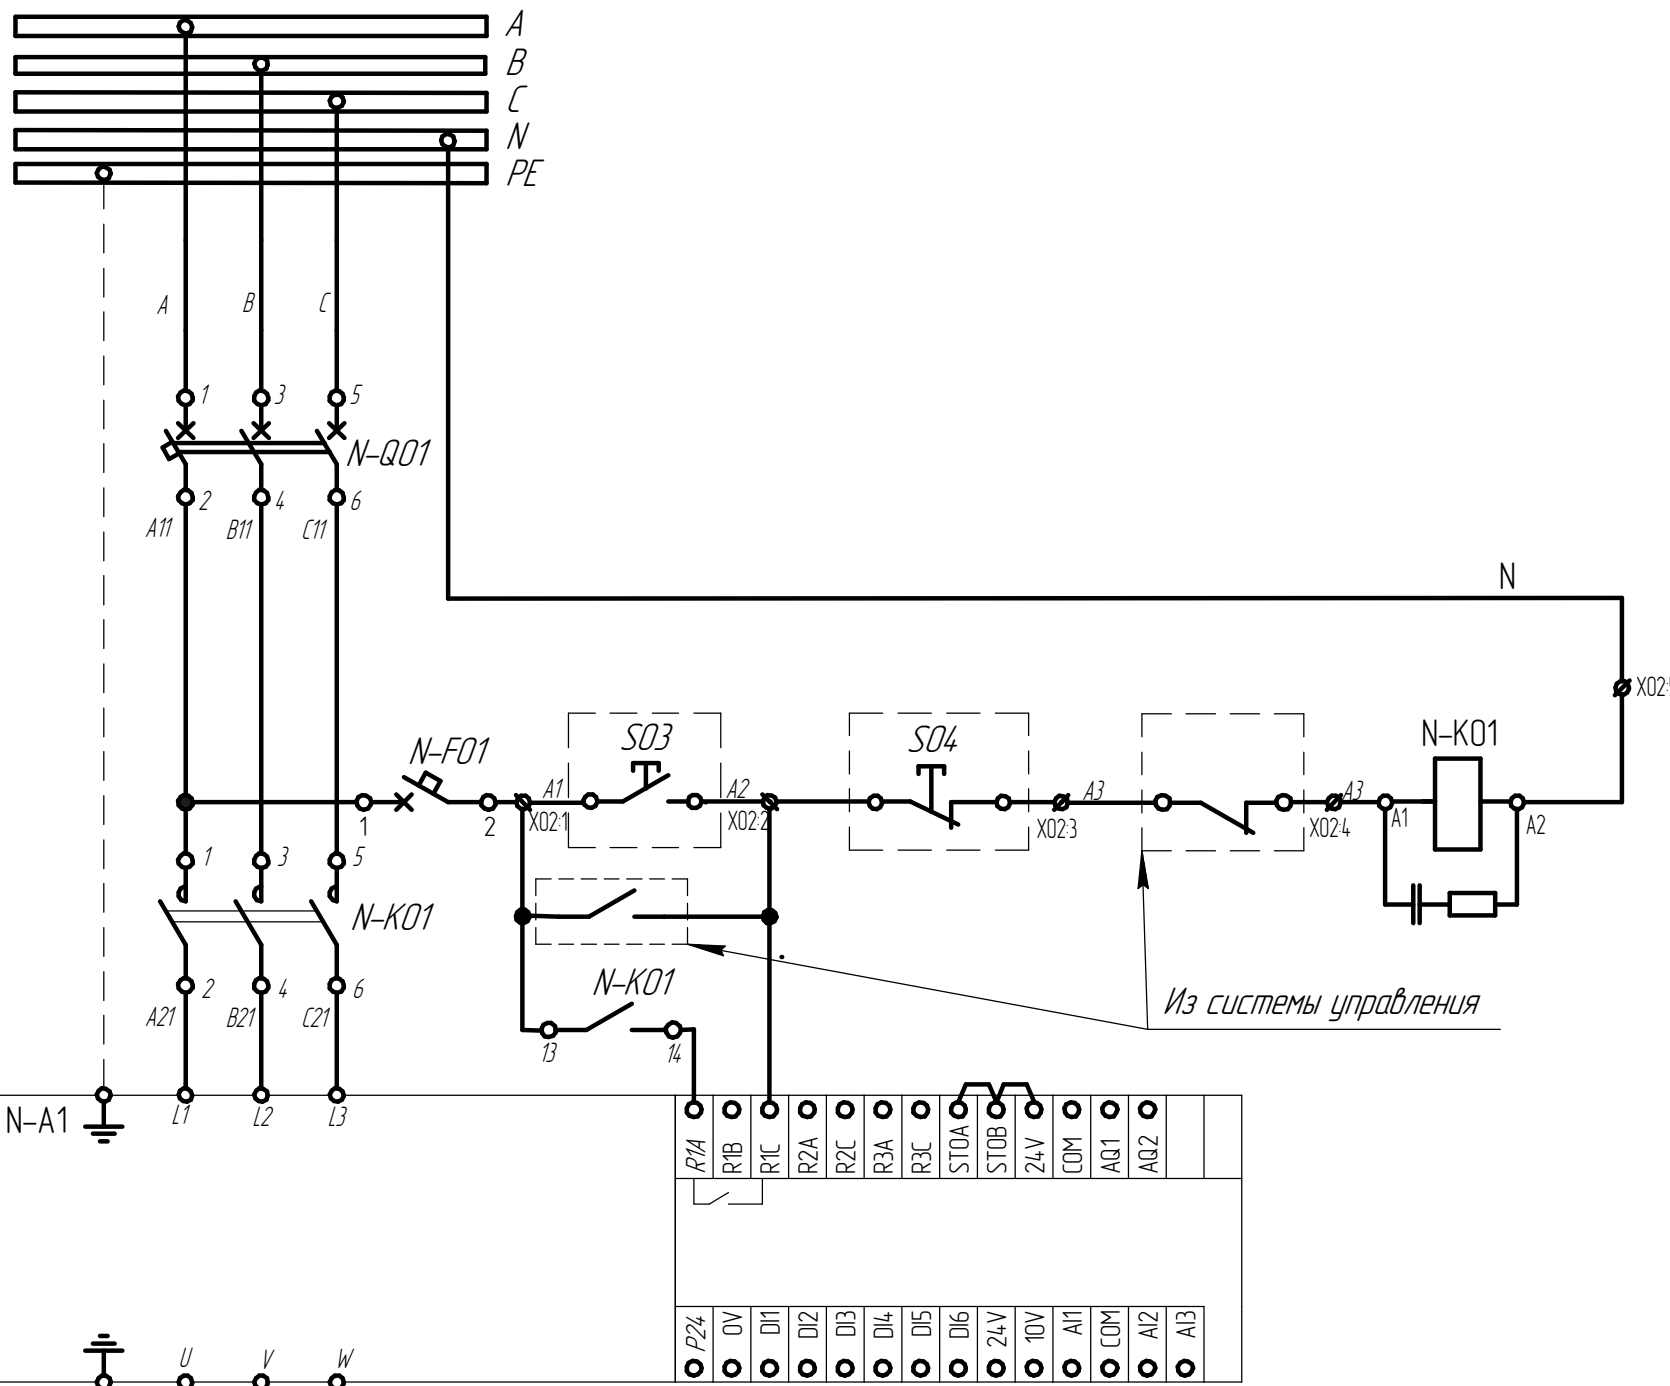 A
B
C
N
PE
A B C
1 3 5
N-Q01
2 4 6
A11 B11 C11
N
X02:5
N-F01
S03
S04
N-K01
A1 A2 A3 A3
1 2 X02:1 X02:2 X02:3 X02:4 A1 A2
1 3 5
N-K01
2 4 6
A21 B21 C21
N-K01
13 14
Из системы управления
N-A1
L1 L2 L3
R1A R1B R1C R2A R2C R3A R3C STOA STOB 24V COM AQ1 AQ2
P24 0V DI1 DI2 DI3 DI4 DI5 DI6 24V 10V AI1 COM AI2 AI3
U V W